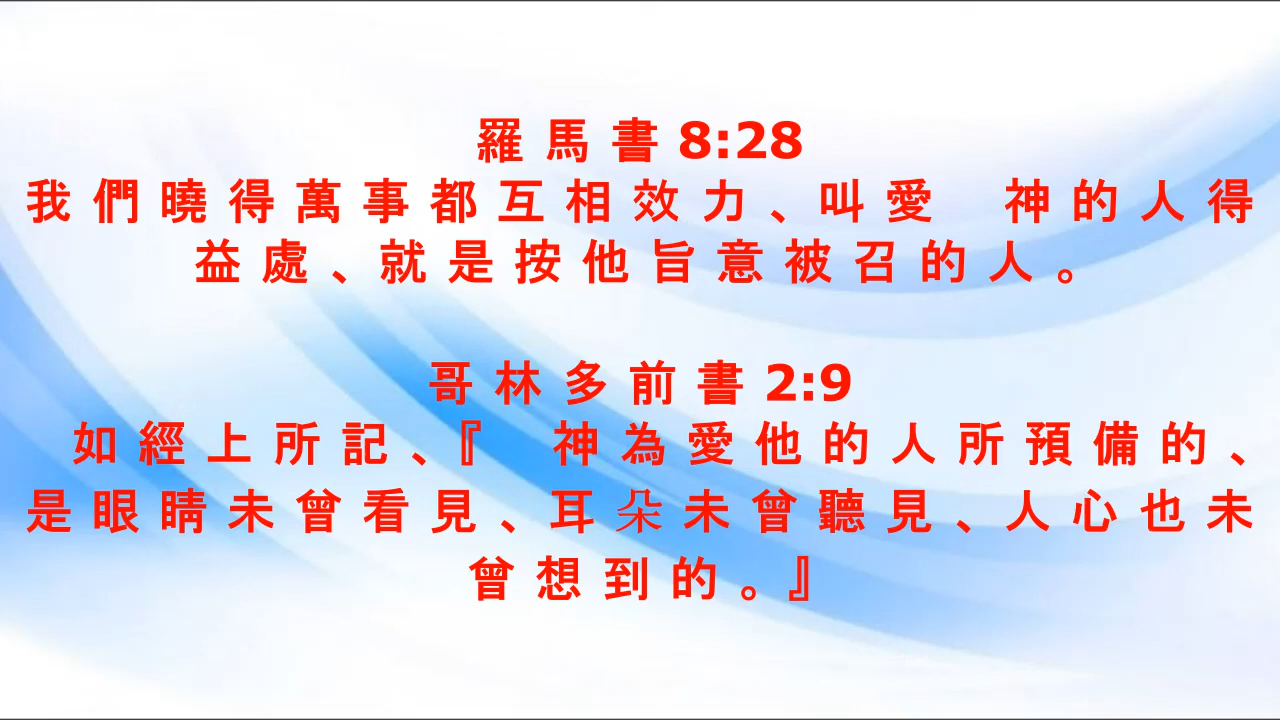 羅馬書 8:28
我們曉得萬事都互相效力、叫愛　神的人得
益處、就是按他旨意被召的人。
哥林多前書 2:9
如經上所記、『　神為愛他的人所預備的、
是眼睛未曾看見、耳朵未曾聽見、人心也未
曾想到的。』